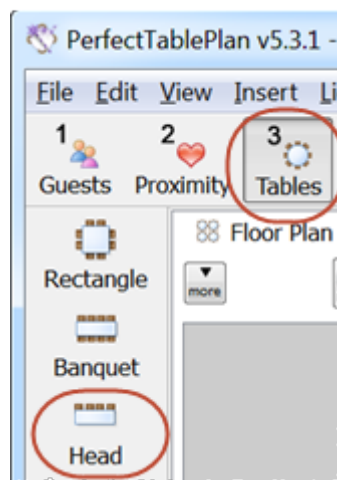 PerfectTablePlan v5.3.1 -
File Edit View Insert
1 2 3
Guests Proximity Tables
Floor Plan
Rectangle
more
Banquet
Head